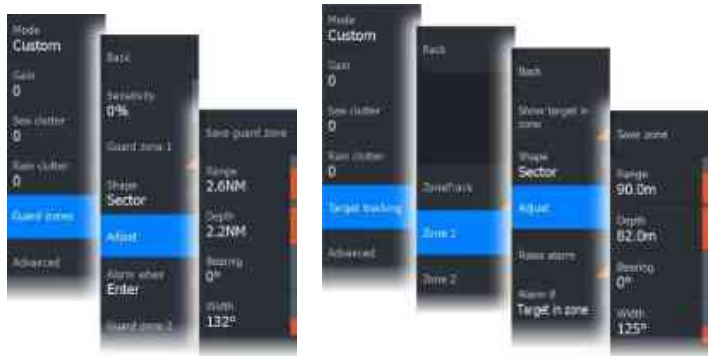 Mode
Custom
Gain
0
Sea clutter
0
Rain clutter
0
Guard zones
Advanced
Back
Sensitivity
0%
Guard zone 1
Shape
Sector
Adjust
Alarm when
Enter
Guard zone 2
Save guard zone
Range
2.6NM
Depth
2.2NM
Bearing
0°
Width
132°
Mode
Custom
Gain
0
Sea clutter
0
Rain clutter
0
Target tracking
Advanced
Back
ZoneTrack
Zone 1
Zone 2
Back
Show target in
zone
Shape
Sector
Adjust
Raise alarm
Alarm if
Target in zone
Save zone
Range
90.0m
Depth
82.0m
Bearing
0°
Width
125°